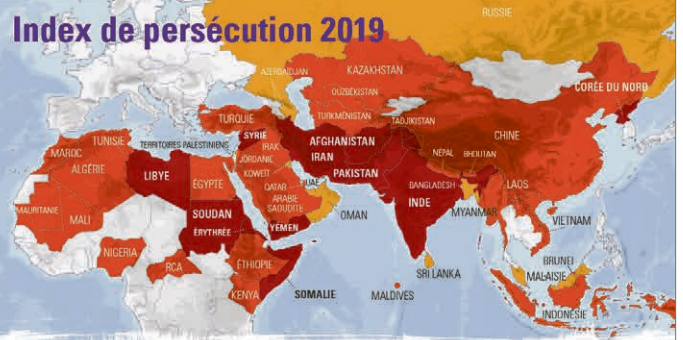 Index de persécution 2019
RUSSIE
AZERBAÏDJAN
KAZAKHSTAN
OUZBÉKISTAN
CORÉE DU NORD
TURKMÉNISTAN
TADJIKISTAN
TURQUIE
TUNISIE
TERRITOIRES PALESTINIENS
SYRIE
IRAK
AFGHANISTAN
CHINE
MAROC
JORDANIE
IRAN
NÉPAL
BHOUTAN
ALGÉRIE
LIBYE
ÉGYPTE
KOWEIT
PAKISTAN
QATAR
UAE
BANGLADESH
LAOS
ARABIE
SAOUDITE
INDE
MAURITANIE
MALI
SOUDAN
OMAN
MYANMAR
VIETNAM
ÉRYTHRÉE
YEMEN
NIGERIA
RCA
ÉTHIOPIE
SRI LANKA
BRUNEI
MALAISIE
KENYA
SOMALIE
MALDIVES
INDONÉSIE